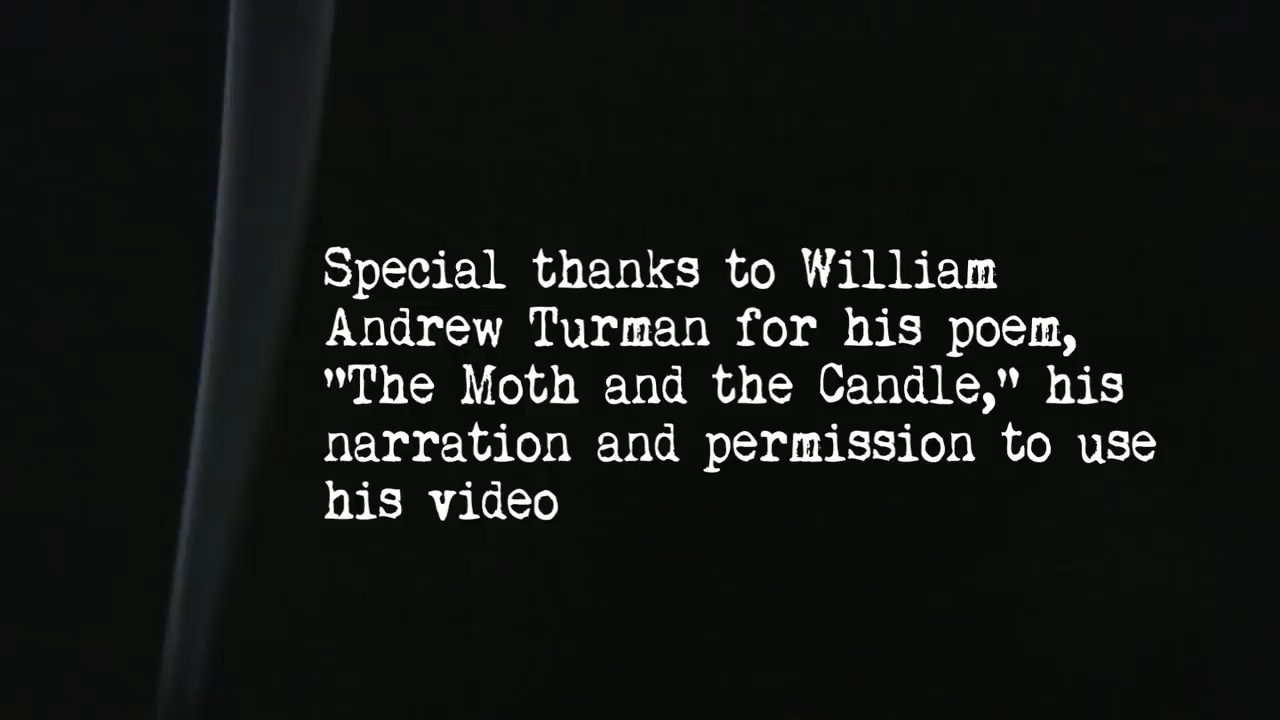 Special thanks to William
Andrew Turman for his poem,
"The Moth and the Candle," his
narration and permission to use
his video